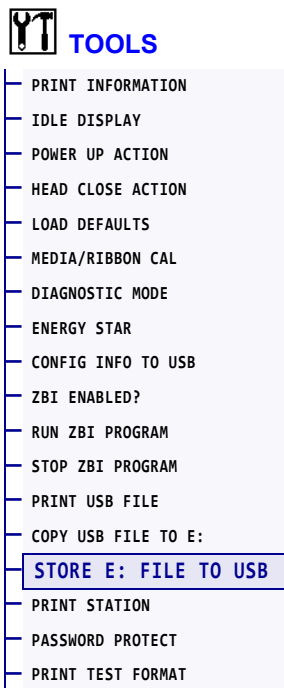 TOOLS
PRINT INFORMATION
IDLE DISPLAY
POWER UP ACTION
HEAD CLOSE ACTION
LOAD DEFAULTS
MEDIA/RIBBON CAL
DIAGNOSTIC MODE
ENERGY STAR
CONFIG INFO TO USB
ZBI ENABLED?
RUN ZBI PROGRAM
STOP ZBI PROGRAM
PRINT USB FILE
COPY USB FILE TO E:
STORE E: FILE TO USB
PRINT STATION
PASSWORD PROTECT
PRINT TEST FORMAT